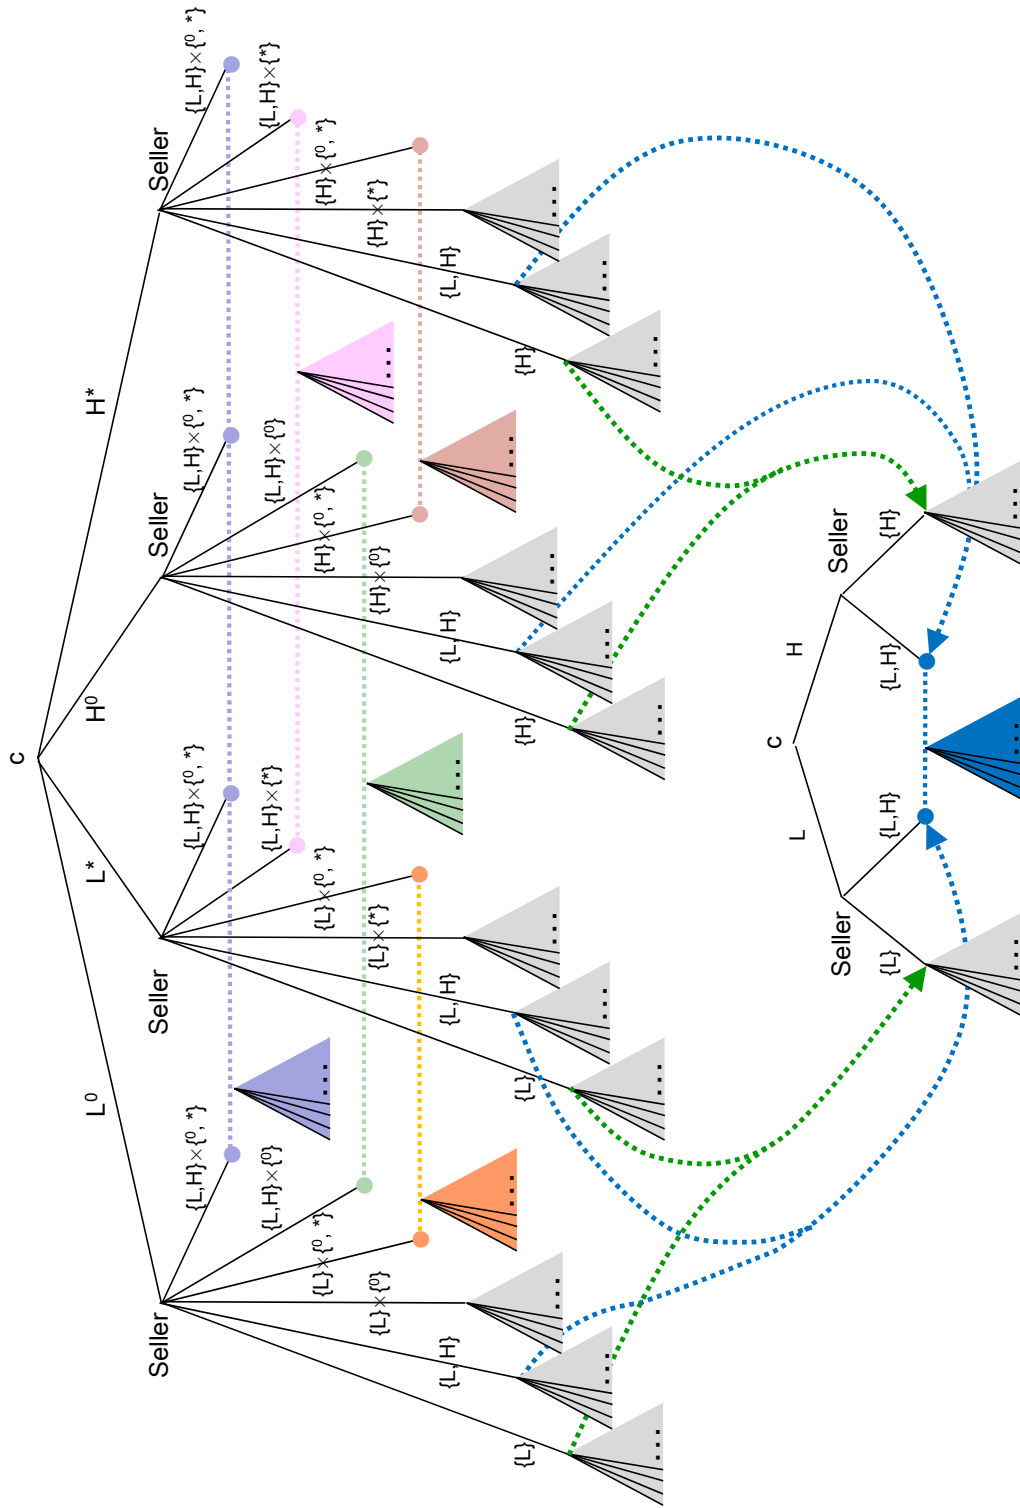 c
L⁰
L*
H⁰
H*
Seller
Seller
Seller
Seller
{L,H}×{⁰, *}
{L,H}×{⁰, *}
{L,H}×{⁰, *}
{L,H}×{⁰, *}
{L,H}×{⁰}
{L,H}×{*}
{L,H}×{⁰}
{L,H}×{*}
{L}×{⁰, *}
{L}×{⁰, *}
{H}×{⁰, *}
{H}×{⁰, *}
{L}×{⁰}
{L}×{*}
{H}×{⁰}
{H}×{*}
{L, H}
{L, H}
{L, H}
{L, H}
{L}
{L}
{H}
{H}
c
L
H
Seller
Seller
{L}
{L,H}
{L,H}
{H}